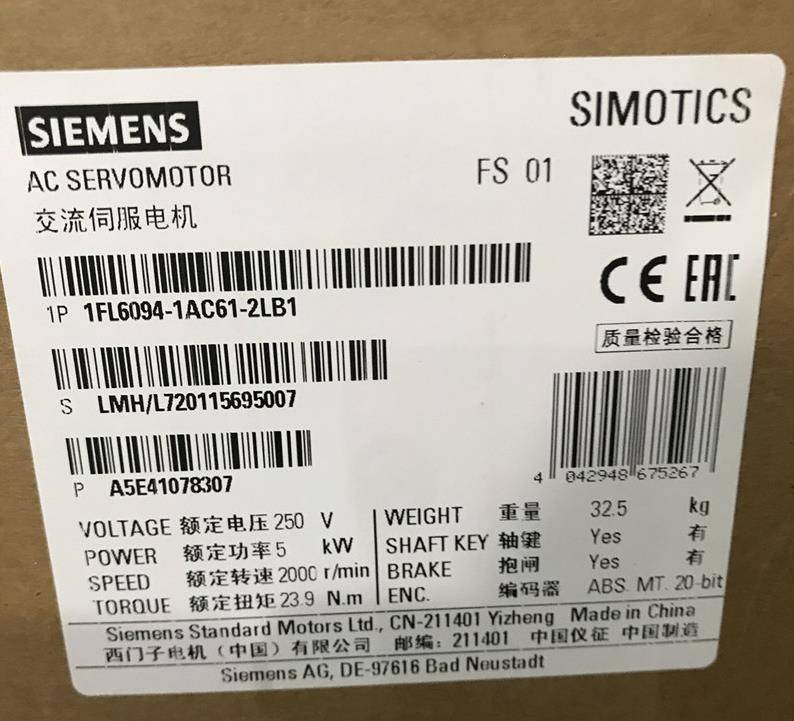 SIEMENS
SIMOTICS
AC SERVOMOTOR
FS 01
交流伺服电机
CE EAC
1P 1FL6094-1AC61-2LB1
质量检验合格
S LMH/L720115695007
4 042948 675267
P A5E41078307
VOLTAGE 额定电压 250 V
POWER 额定功率 5 kW
SPEED 额定转速 2000 r/min
TORQUE 额定扭矩 23.9 N.m
WEIGHT 重量 32.5 kg
SHAFT KEY 轴键 Yes 有
BRAKE 抱闸 Yes 有
ENC. 编码器 ABS. MT. 20-bit
Siemens Standard Motors Ltd., CN-211401 Yizheng Made in China
西门子电机（中国）有限公司 邮编：211401 中国仪征 中国制造
Siemens AG, DE-97616 Bad Neustadt